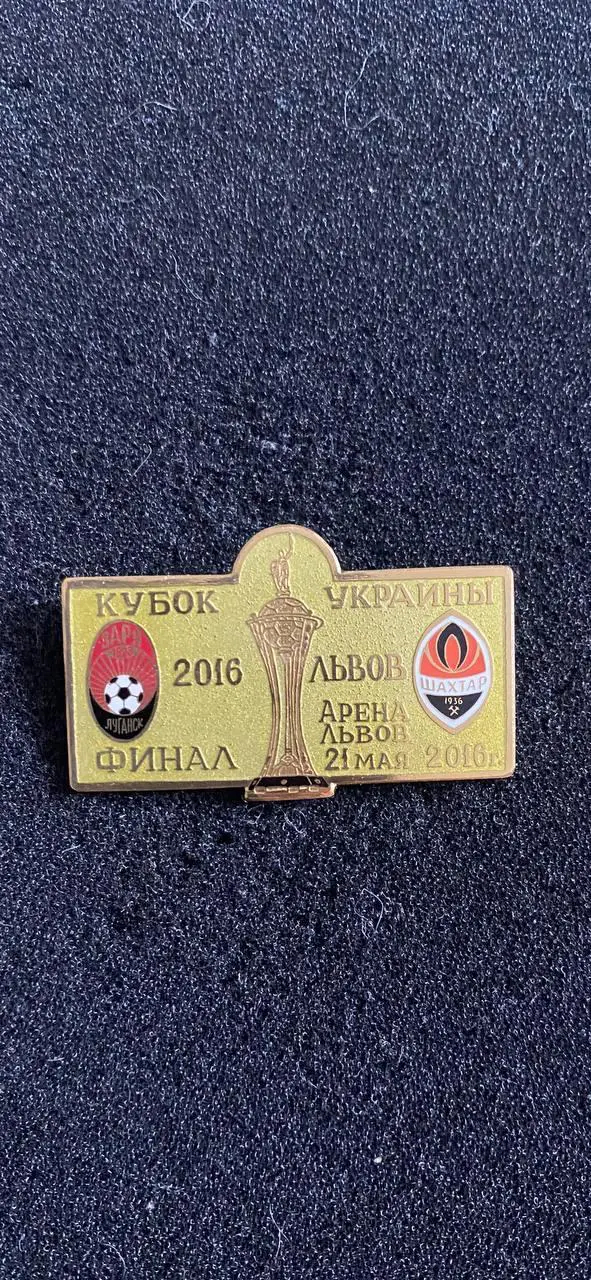 КУБОК УКРАИНЫ
ЗАРЯ
2016 ЛЬВОВ
ШАХТАР
1936
ЛУГАНСК
АРЕНА
ЛЬВОВ
ФИНАЛ
21 МАЯ 2016г.